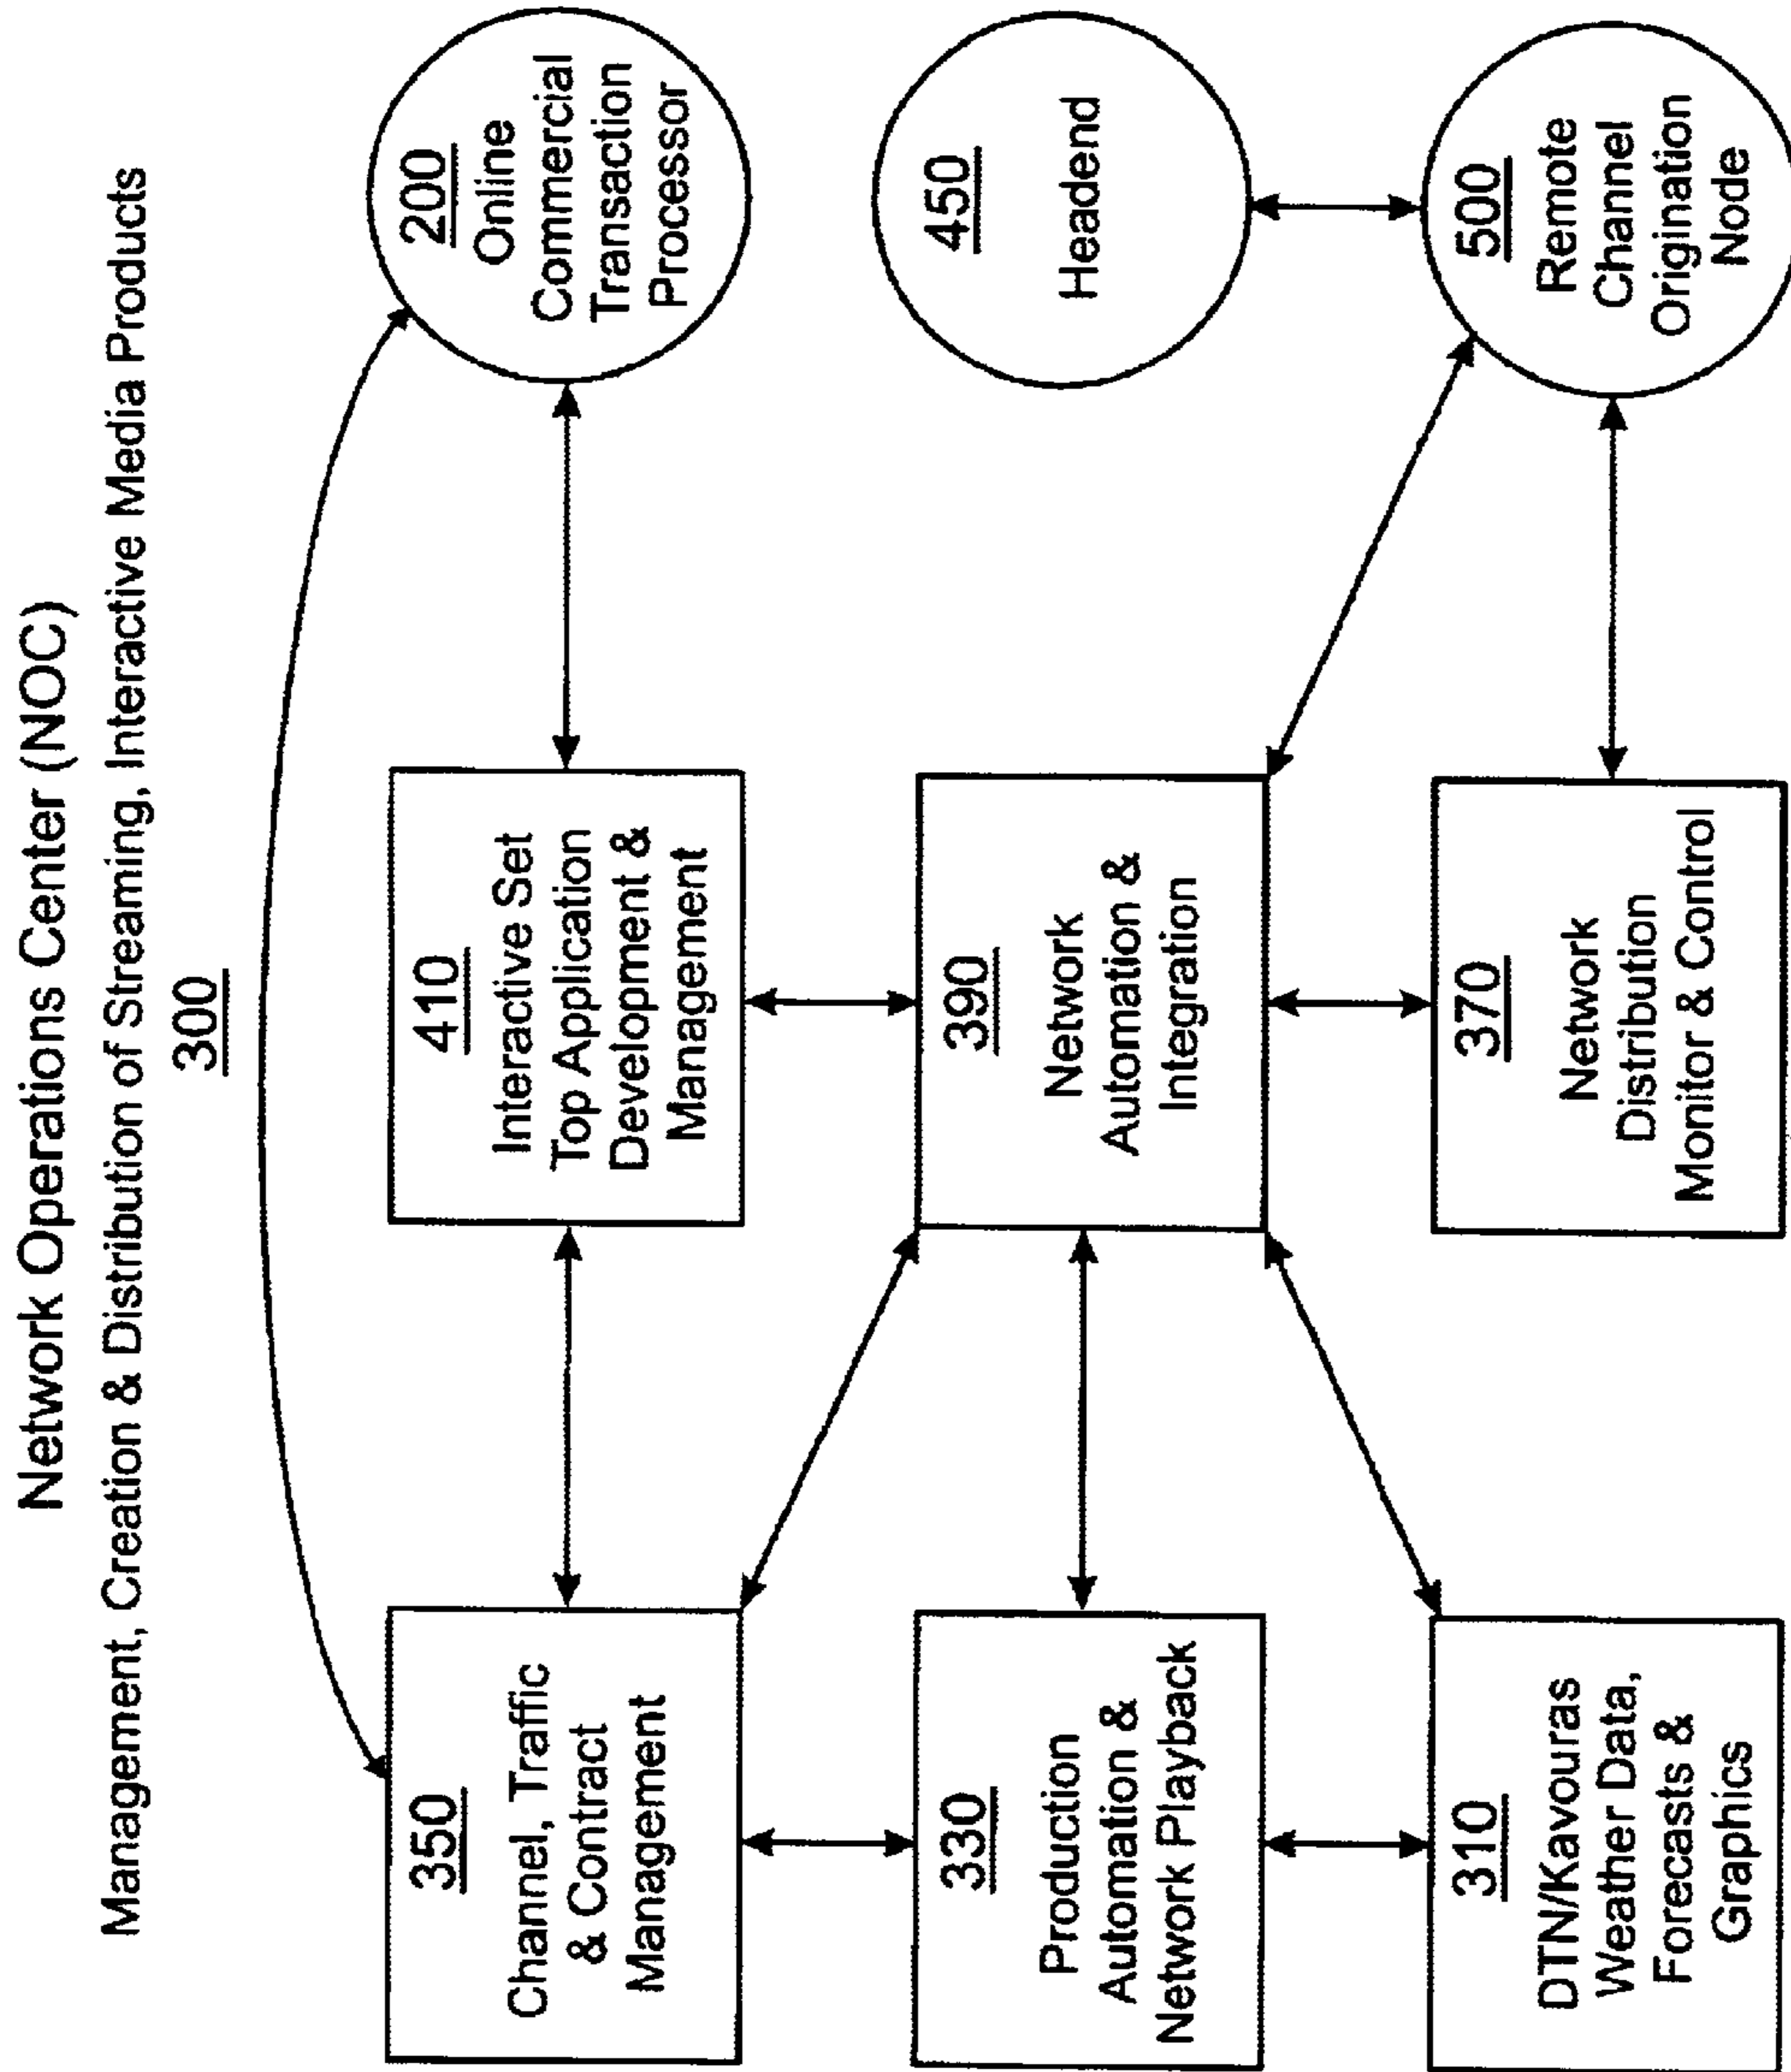 Network Operations Center (NOC)
Management, Creation & Distribution of Streaming, Interactive Media Products
300
350
Channel, Traffic
& Contract
Management
410
Interactive Set
Top Application
Development &
Management
200
Online
Commercial
Transaction
Processor
330
Production
Automation &
Network Playback
390
Network
Automation &
Integration
450
Headend
310
DTN/Kavouras
Weather Data,
Forecasts &
Graphics
370
Network
Distribution
Monitor & Control
500
Remote
Channel
Origination
Node